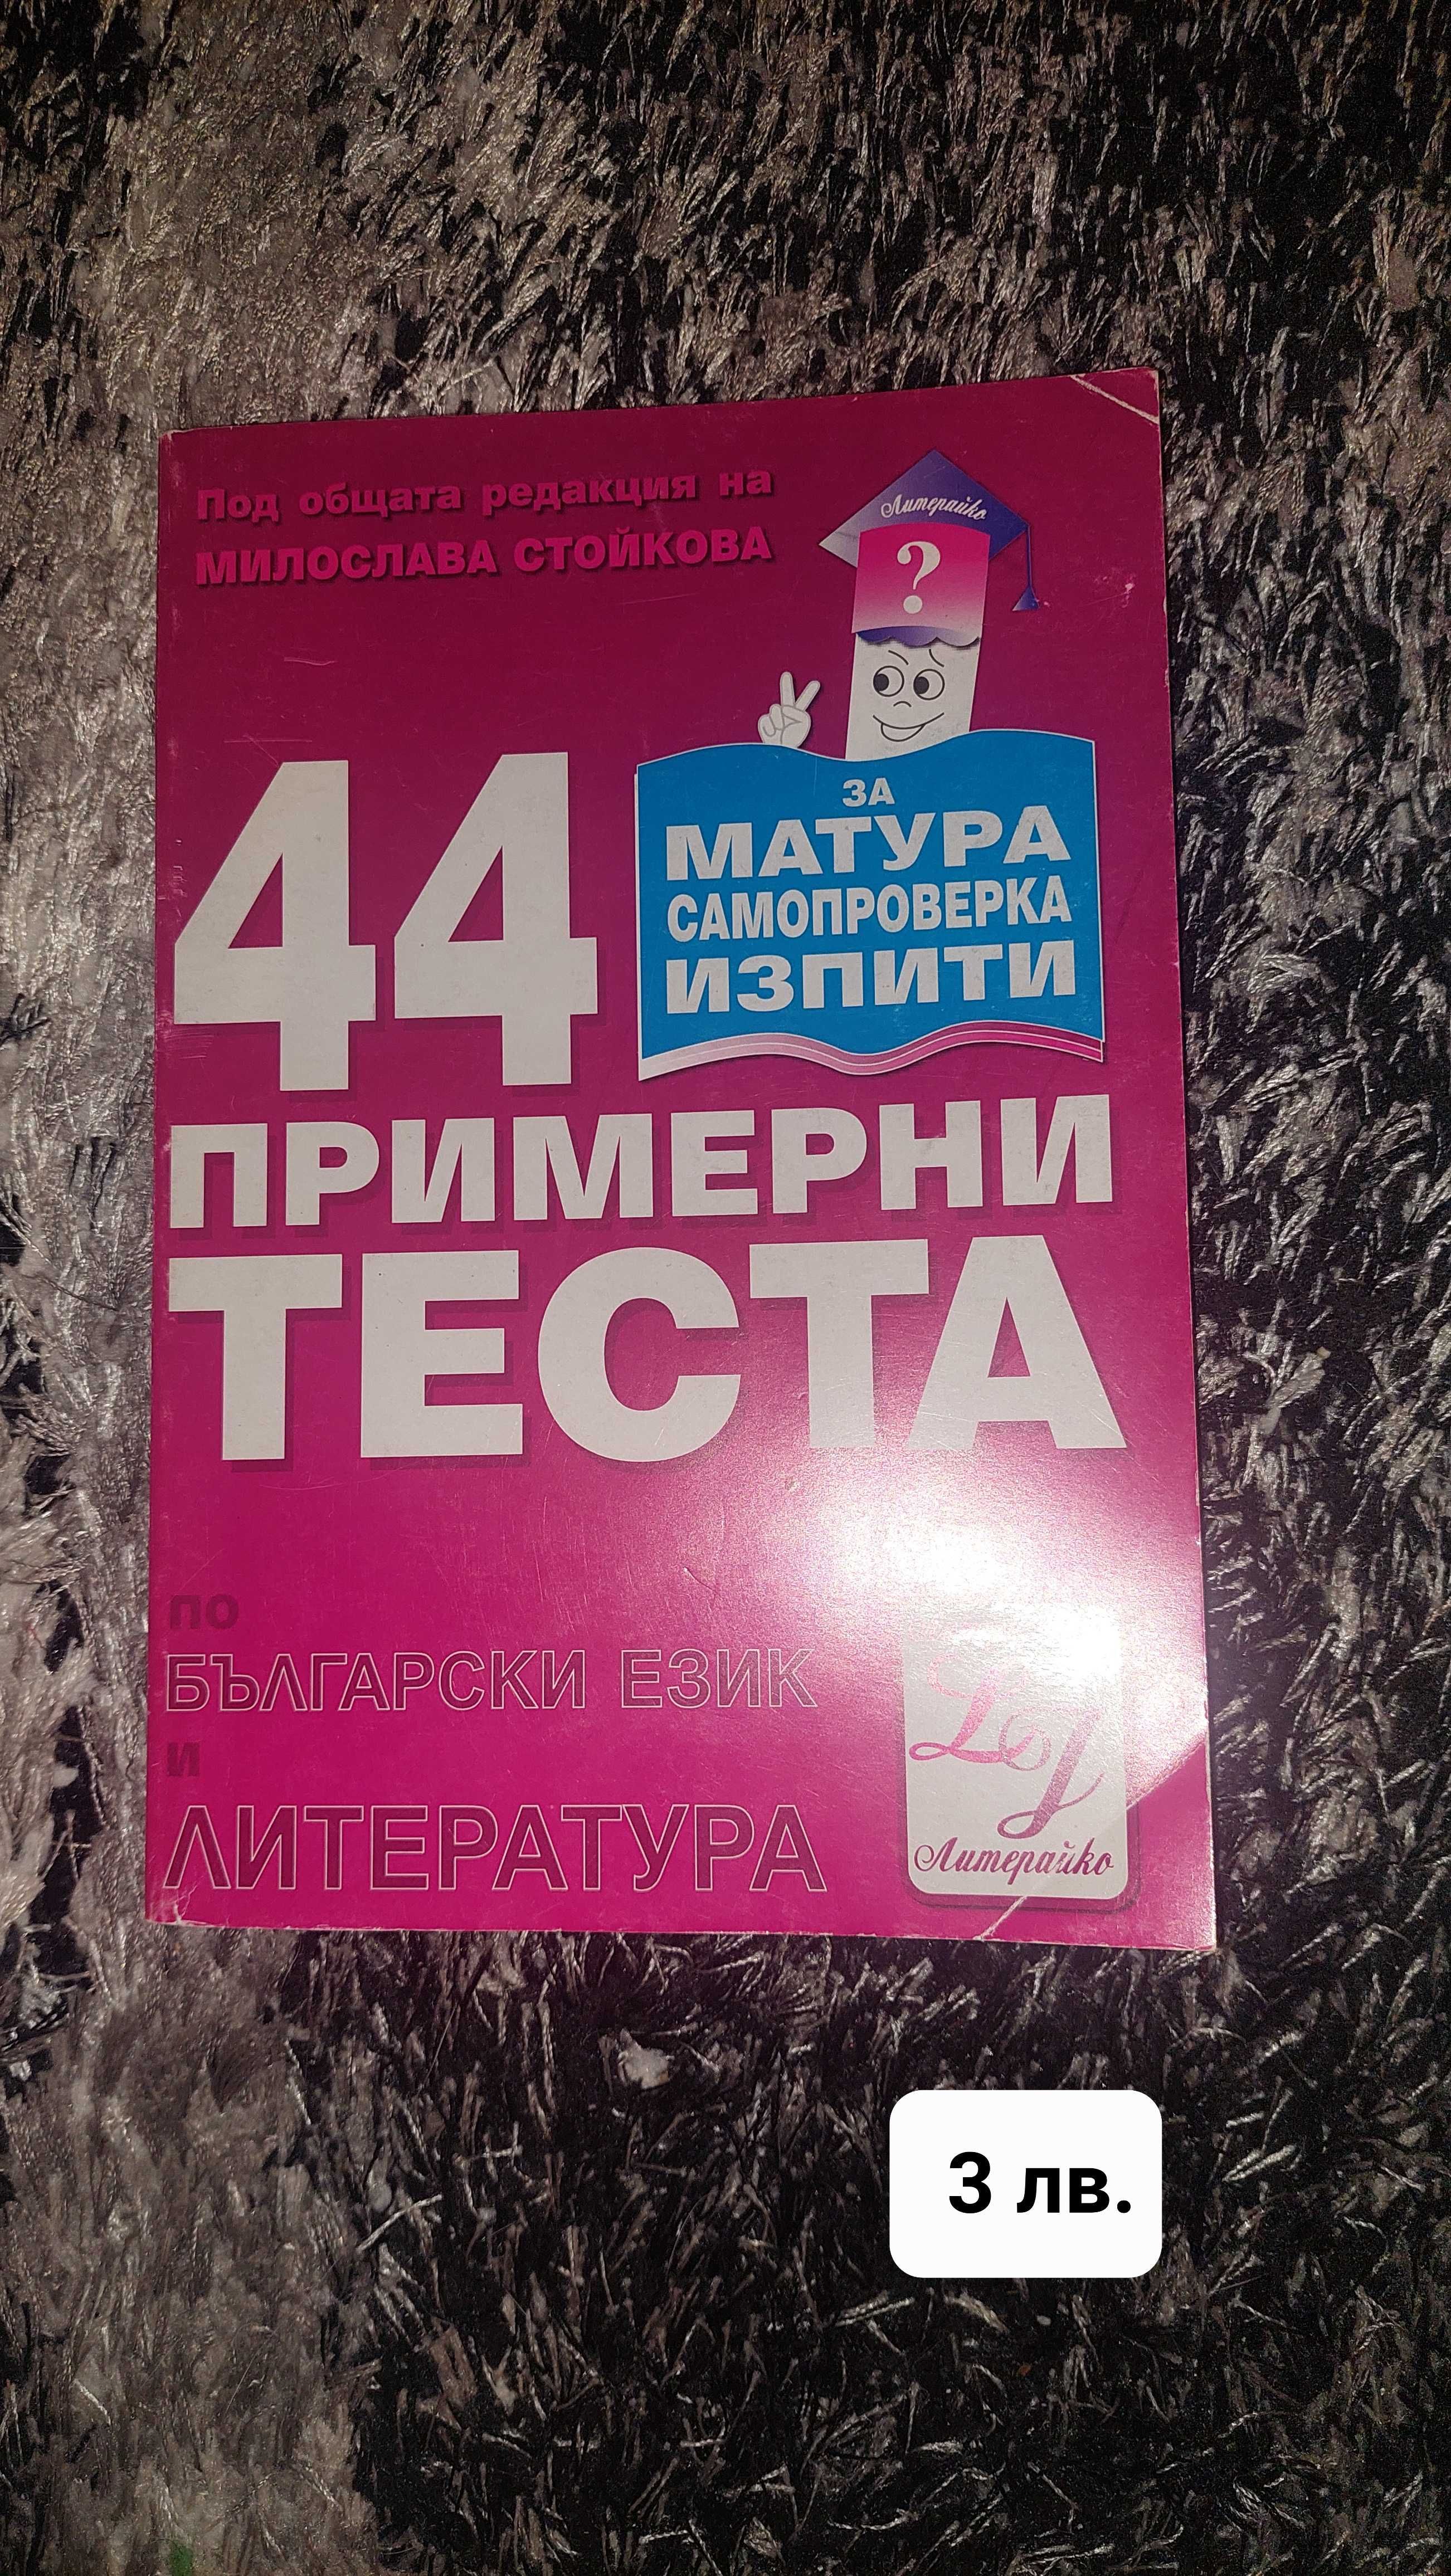 Под общата редакция на
МИЛОСЛАВА СТОЙКОВА
Литерайко
?
44
ЗА
МАТУРА
САМОПРОВЕРКА
ИЗПИТИ
ПРИМЕРНИ
ТЕСТА
по
БЪЛГАРСКИ ЕЗИК
и
ЛИТЕРАТУРА
Литерайко
3 лв.